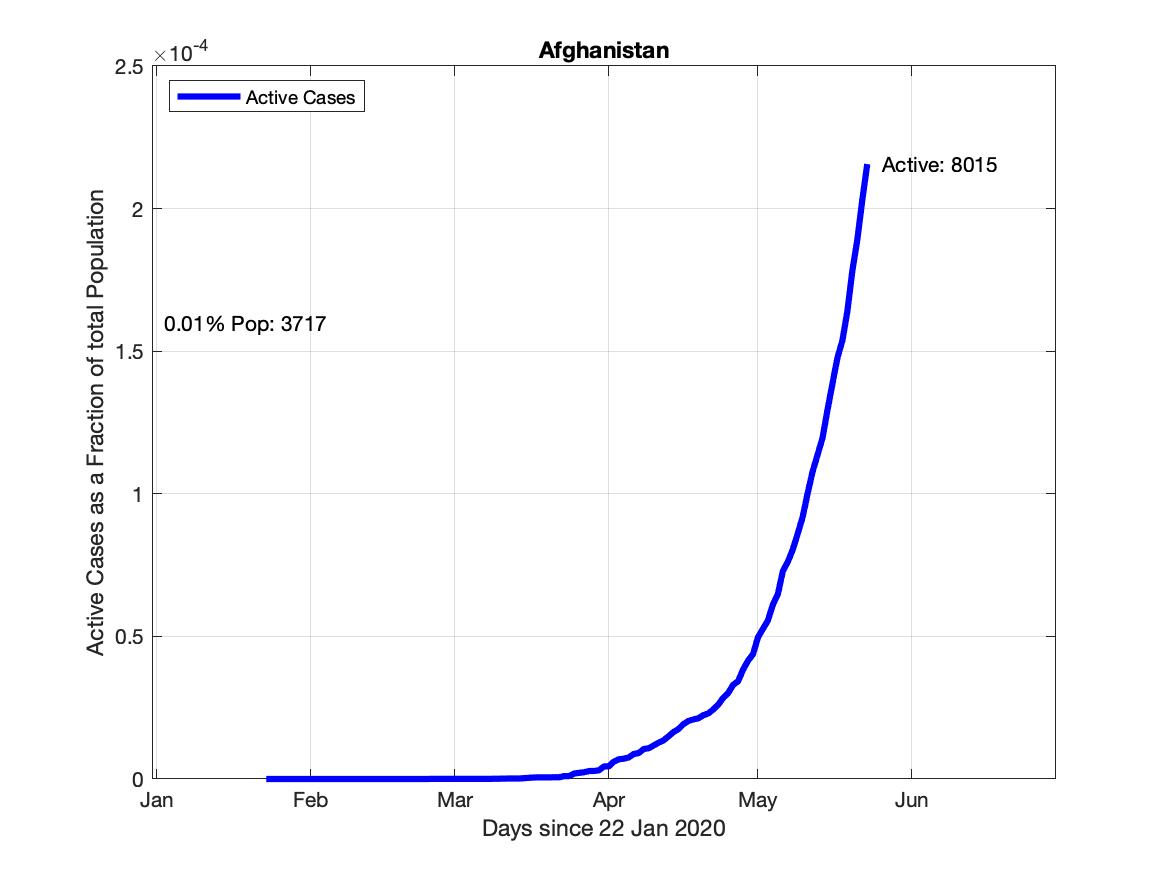 Afghanistan
×10-4
2.5
2
1.5
1
0.5
0
Active Cases
Active: 8015
0.01% Pop: 3717
Active Cases as a Fraction of total Population
Jan Feb Mar Apr May Jun
Days since 22 Jan 2020